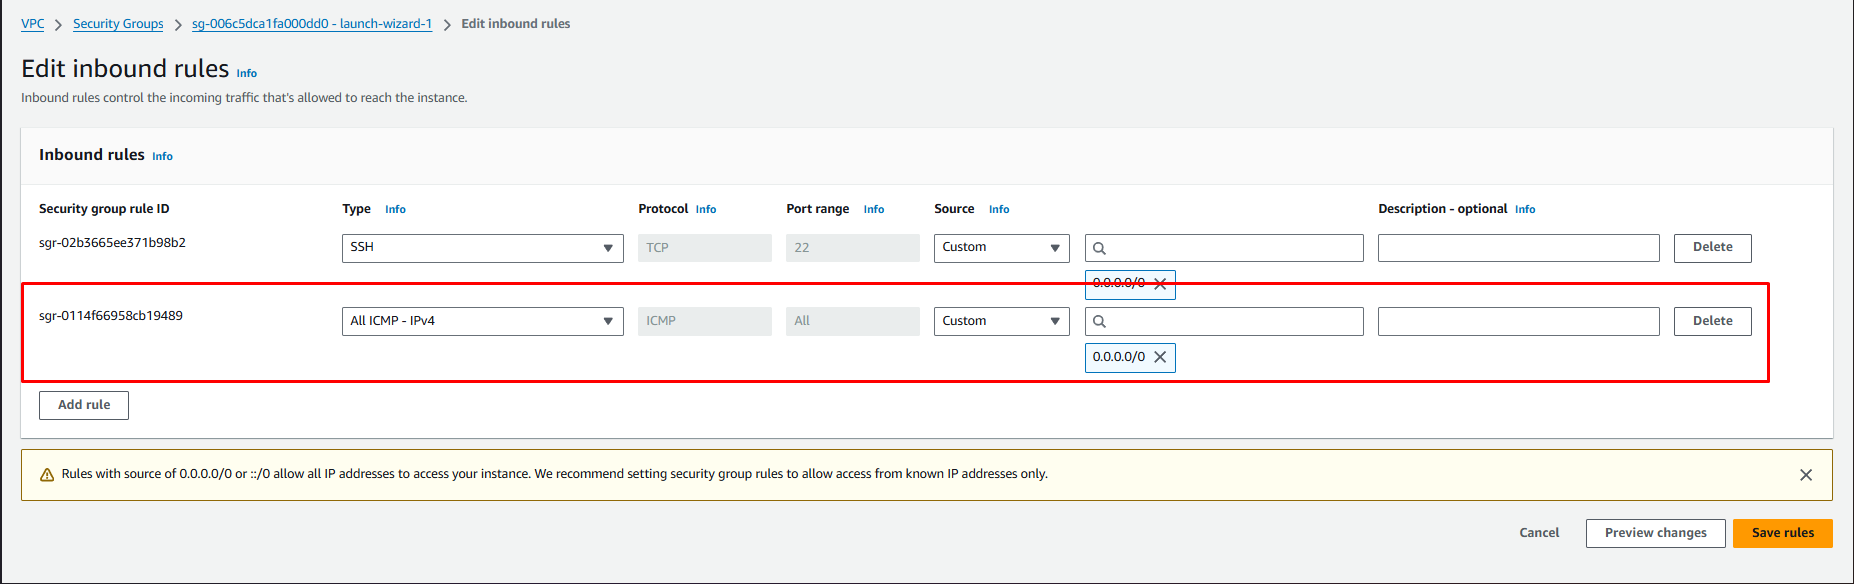 VPC > Security Groups > sg-006c5dca1fa000dd0 - launch-wizard-1 > Edit inbound rules
Edit inbound rules Info
Inbound rules control the incoming traffic that's allowed to reach the instance.
Inbound rules Info
Security group rule ID Type Info Protocol Info Port range Info Source Info Description - optional Info
sgr-02b3665ee371b98b2 SSH TCP 22 Custom Delete
0.0.0.0/0
sgr-0114f66958cb19489 All ICMP - IPv4 ICMP All Custom Delete
0.0.0.0/0
Add rule
Rules with source of 0.0.0.0/0 or ::/0 allow all IP addresses to access your instance. We recommend setting security group rules to allow access from known IP addresses only.
Cancel Preview changes Save rules